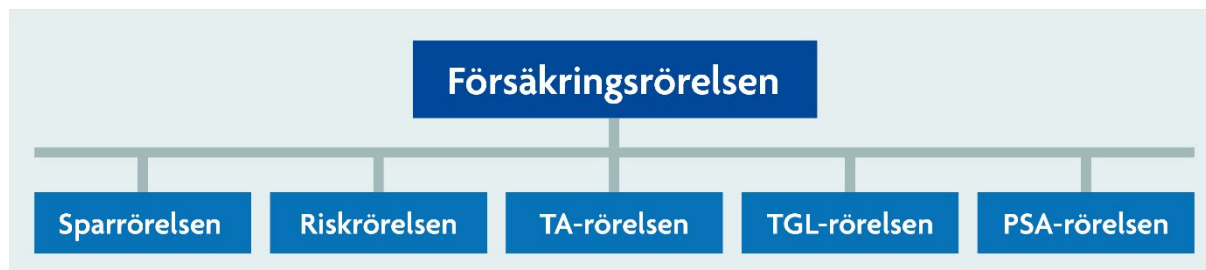 Försäkringsrörelsen
Sparrörelsen
Riskrörelsen
TA-rörelsen
TGL-rörelsen
PSA-rörelsen